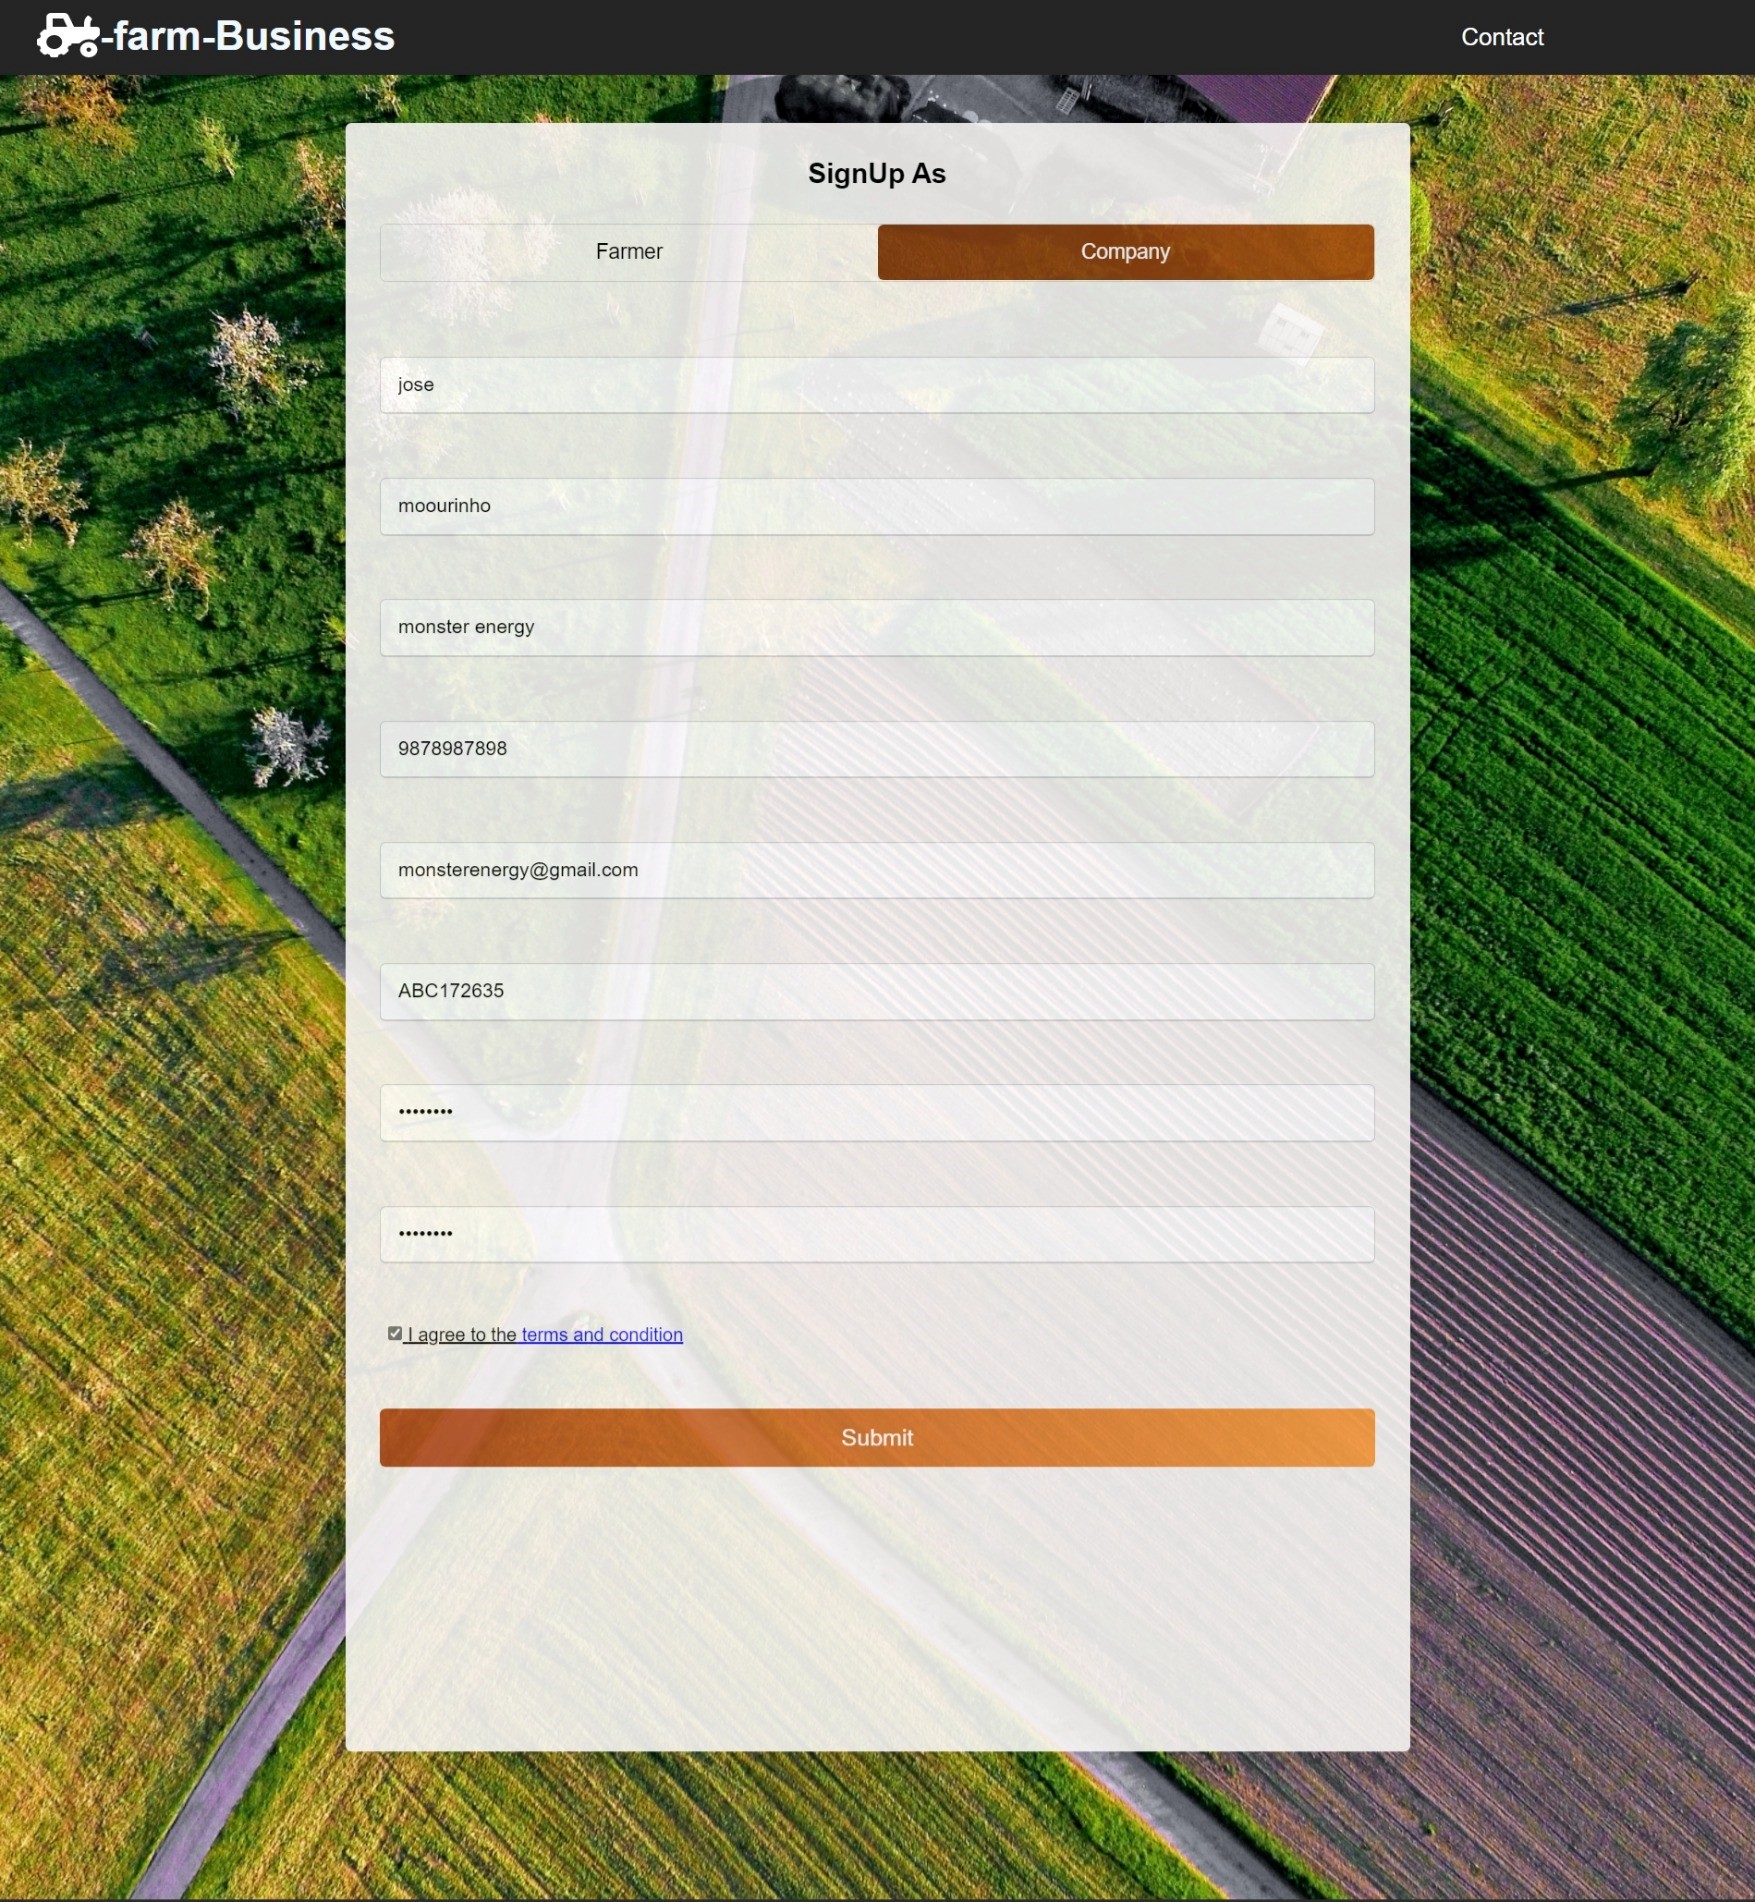 -farm-Business
Contact
SignUp As
Farmer
Company
jose
moourinho
monster energy
9878987898
monsterenergy@gmail.com
ABC172635
••••••••
••••••••
I agree to the terms and condition
Submit